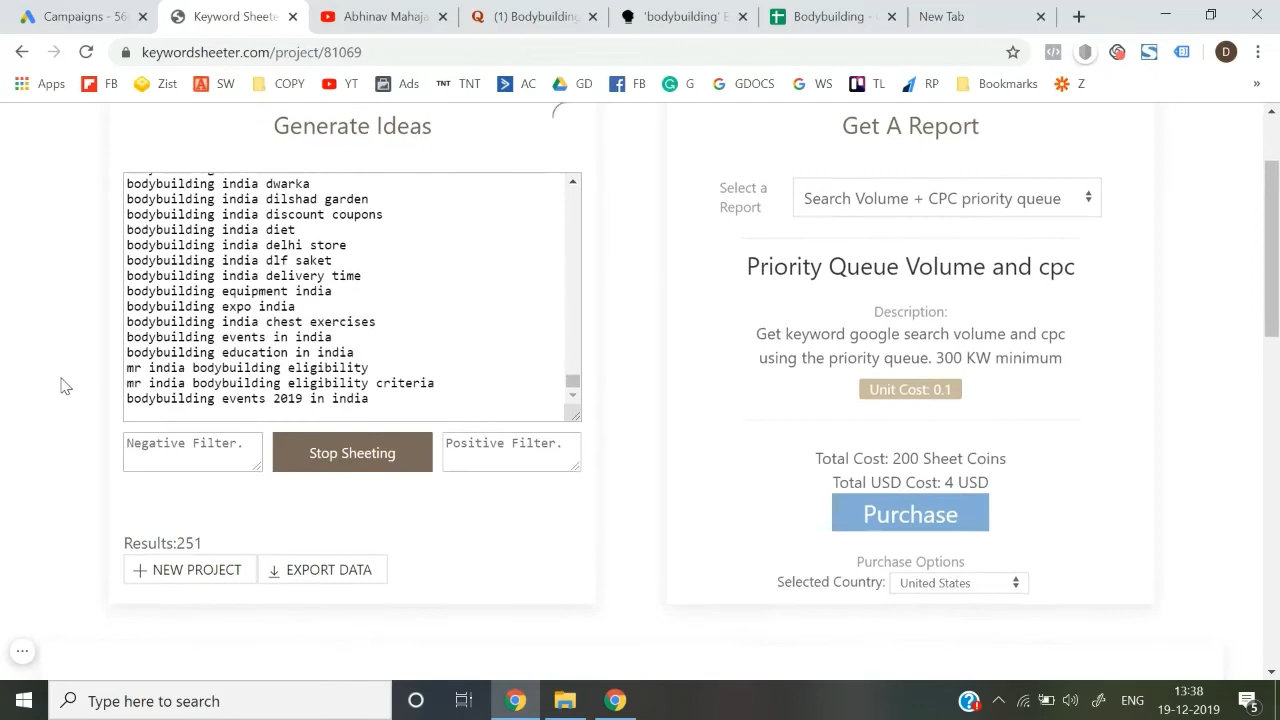 Campaigns - 56
Keyword Sheete
Abhinav Mahaja
(1) bodybuilding
'bodybuilding' E
Bodybuilding -
New Tab
keywordsheeter.com/project/81069
D
Apps
FB
Zist
SW
COPY
YT
Ads
TNT TNT
AC
GD
FB
G
GDOCS
WS
TL
RP
Bookmarks
Z
»
Generate Ideas
bodybuilding india dwarka
bodybuilding india dilshad garden
bodybuilding india discount coupons
bodybuilding india diet
bodybuilding india delhi store
bodybuilding india dlf saket
bodybuilding india delivery time
bodybuilding equipment india
bodybuilding expo india
bodybuilding india chest exercises
bodybuilding events in india
bodybuilding education in india
mr india bodybuilding eligibility
mr india bodybuilding eligibility criteria
bodybuilding events 2019 in india
Negative Filter.
Stop Sheeting
Positive Filter.
Results:251
NEW PROJECT
EXPORT DATA
Get A Report
Select a
Report
Search Volume + CPC priority queue
Priority Queue Volume and cpc
Description:
Get keyword google search volume and cpc
using the priority queue. 300 KW minimum
Unit Cost: 0.1
Total Cost: 200 Sheet Coins
Total USD Cost: 4 USD
Purchase
Purchase Options
Selected Country: United States
Type here to search
ENG
13:38
19-12-2019
5